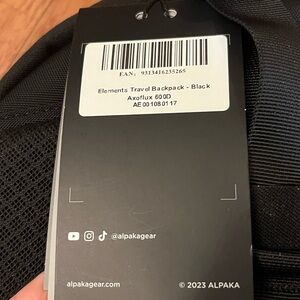 EAN: 9313416235265
Elements Travel Backpack - Black
Axoflux 600D
AE00108.01.17
@alpakagear
alpakagear.com © 2023 ALPAKA